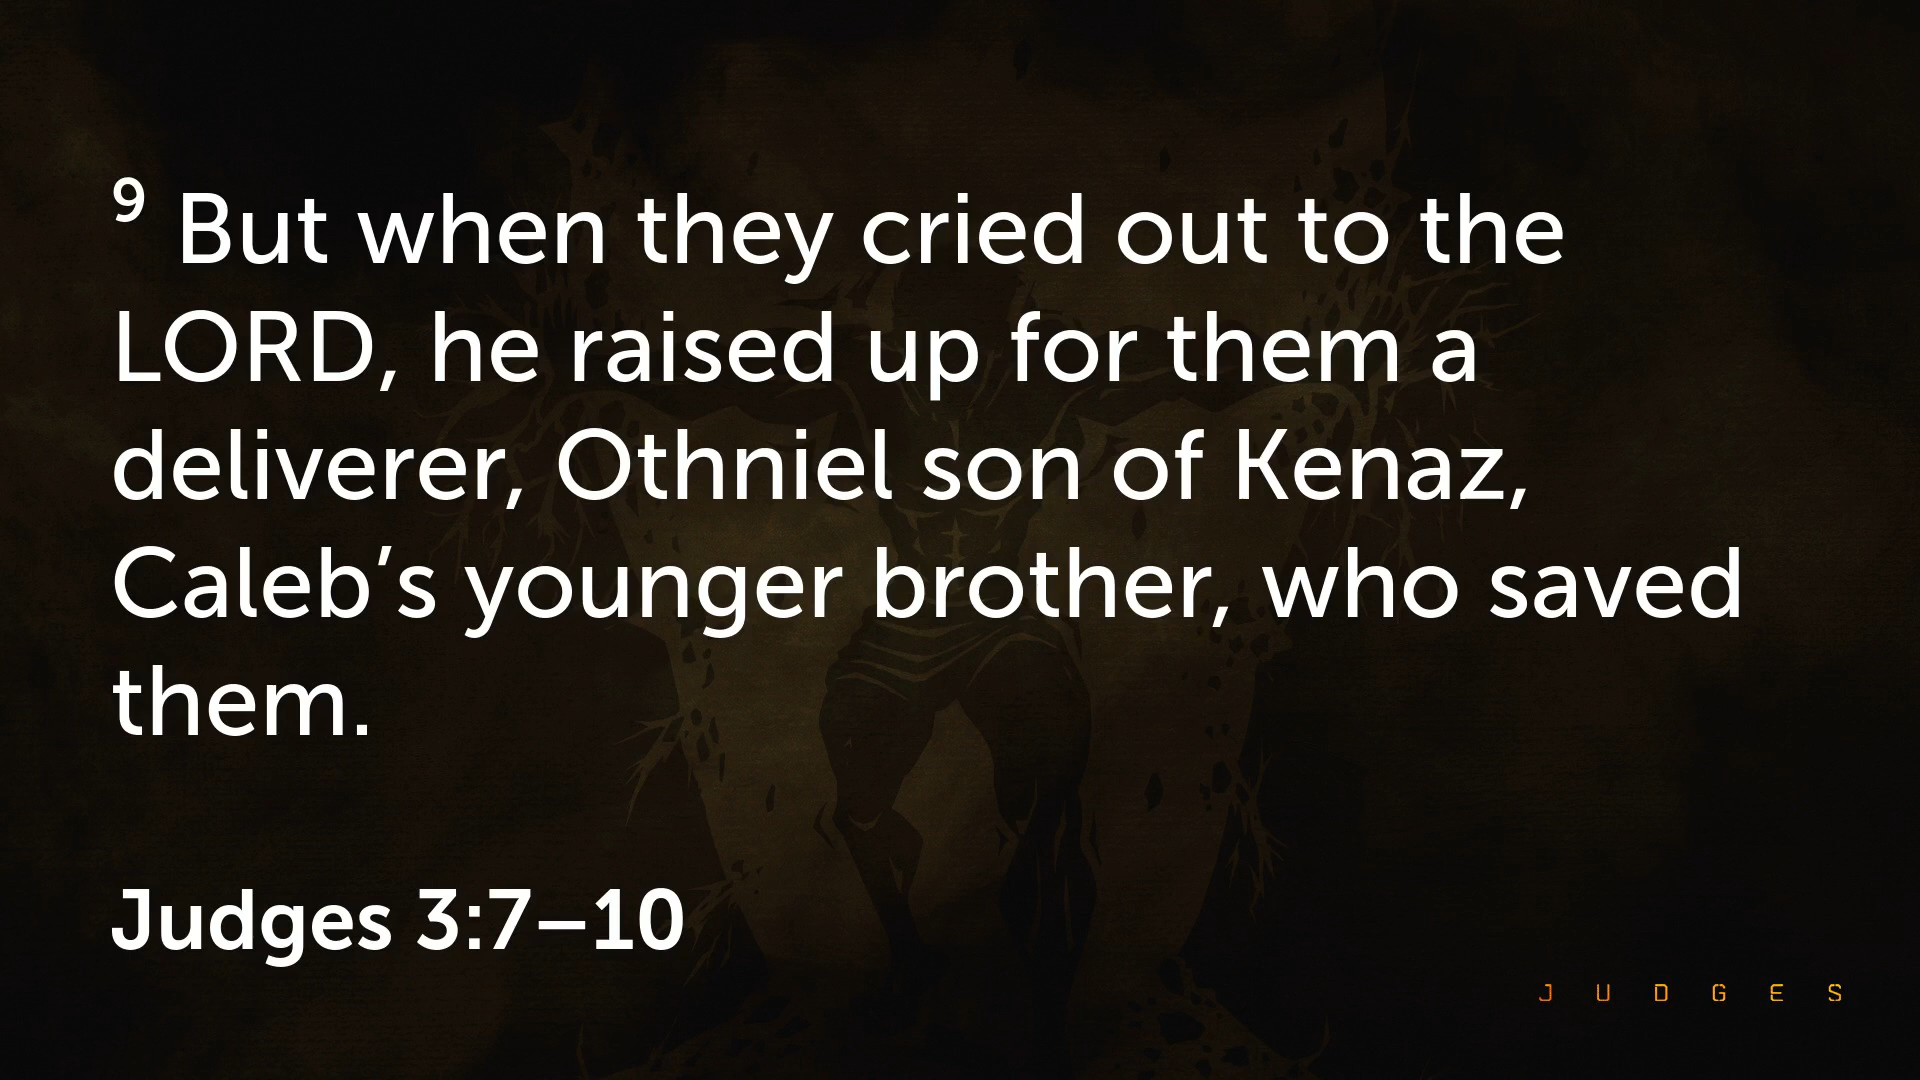 9 But when they cried out to the
LORD, he raised up for them a
deliverer, Othniel son of Kenaz,
Caleb’s younger brother, who saved
them.
Judges 3:7–10
JUDGES